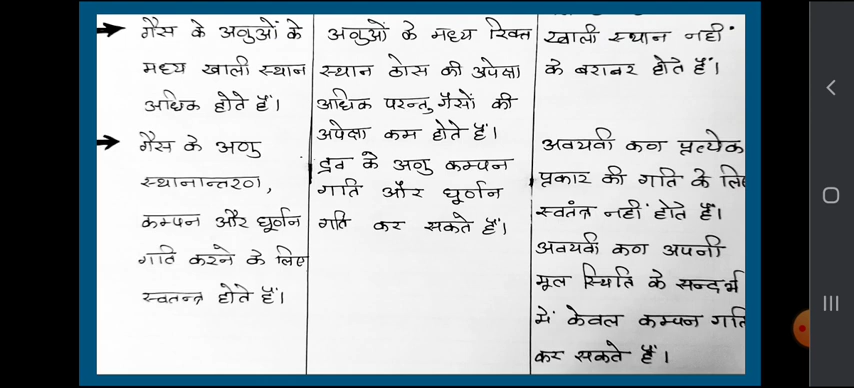 गैस के अणुओं के
मध्य खाली स्थान
अधिक होते हैं।
गैस के अणु
स्थानान्तरण,
कम्पन और घूर्णन
गति करने के लिए
स्वतन्त्र होते हैं।
अणुओं के मध्य रिक्त
स्थान ठोस की अपेक्षा
अधिक परन्तु गैसों की
अपेक्षा कम होते हैं।
द्रव के अणु कम्पन
गति और घूर्णन
गति कर सकते हैं।
खाली स्थान नहीं
के बराबर होते हैं।
अवयवी कण प्रत्येक
प्रकार की गति के लिए
स्वतंत्र नहीं होते हैं।
अवयवी कण अपनी
मूल स्थिति के सन्दर्भ
में केवल कम्पन गति
कर सकते हैं।